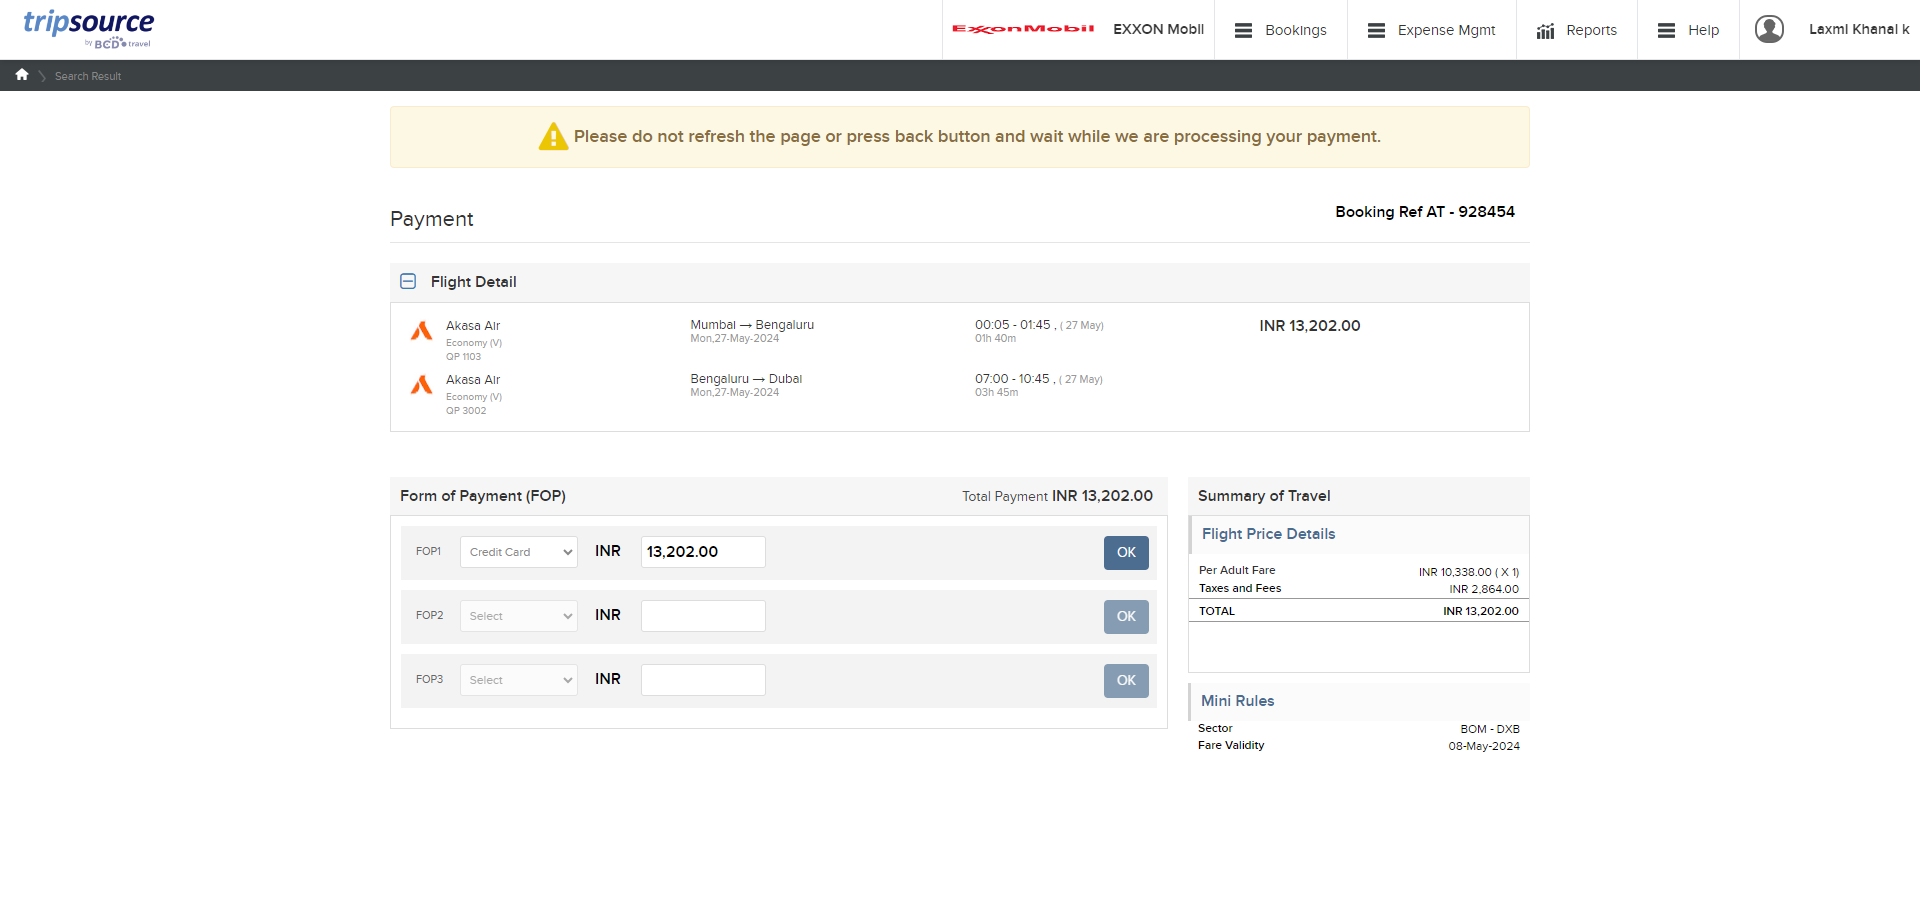 tripsource
by BCD travel
ExxonMobil EXXON Mobil Bookings Expense Mgmt Reports Help Laxmi Khanal k
Search Result
Please do not refresh the page or press back button and wait while we are processing your payment.
Payment
Booking Ref AT - 928454
Flight Detail
Akasa Air Mumbai → Bengaluru 00:05 - 01:45 , ( 27 May) INR 13,202.00
Economy (V) Mon,27-May-2024 01h 40m
QP 1103
Akasa Air Bengaluru → Dubai 07:00 - 10:45 , ( 27 May)
Economy (V) Mon,27-May-2024 03h 45m
QP 3002
Form of Payment (FOP) Total Payment INR 13,202.00
FOP1 Credit Card INR 13,202.00 OK
FOP2 Select INR OK
FOP3 Select INR OK
Summary of Travel
Flight Price Details
Per Adult Fare INR 10,338.00 ( X 1)
Taxes and Fees INR 2,864.00
TOTAL INR 13,202.00
Mini Rules
Sector BOM - DXB
Fare Validity 08-May-2024